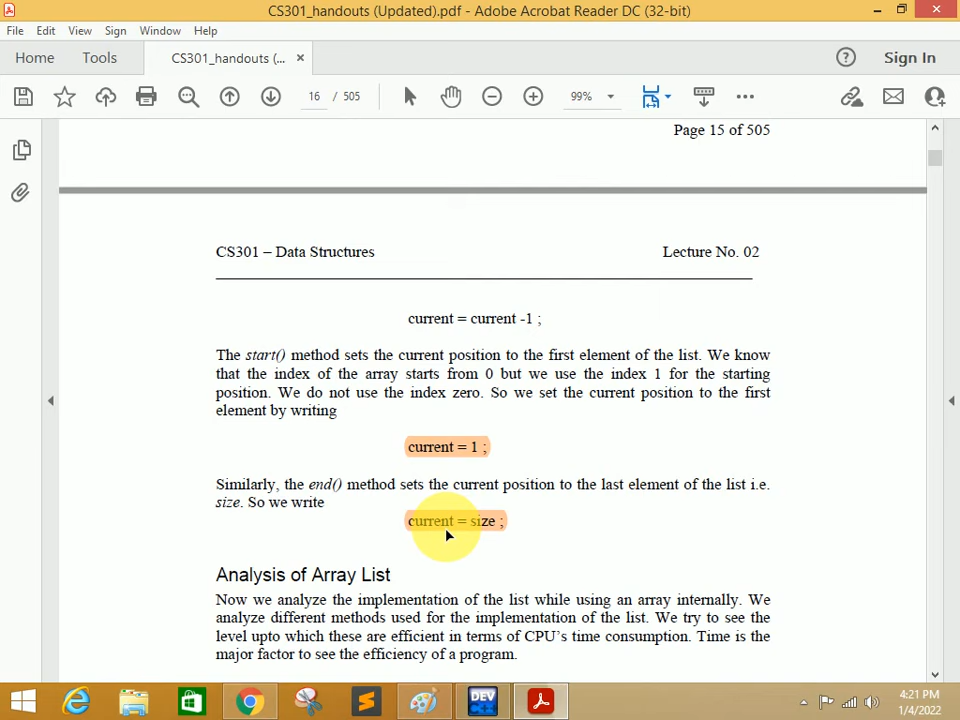 CS301_handouts (Updated).pdf - Adobe Acrobat Reader DC (32-bit)
File Edit View Sign Window Help
Home Tools CS301_handouts (... × Sign In
16 / 505 99%
Page 15 of 505
CS301 – Data Structures Lecture No. 02
current = current -1 ;
The start() method sets the current position to the first element of the list. We know
that the index of the array starts from 0 but we use the index 1 for the starting
position. We do not use the index zero. So we set the current position to the first
element by writing
current = 1 ;
Similarly, the end() method sets the current position to the last element of the list i.e.
size. So we write
current = size ;
Analysis of Array List
Now we analyze the implementation of the list while using an array internally. We
analyze different methods used for the implementation of the list. We try to see the
level upto which these are efficient in terms of CPU's time consumption. Time is the
major factor to see the efficiency of a program.
DEV
4:21 PM
1/4/2022